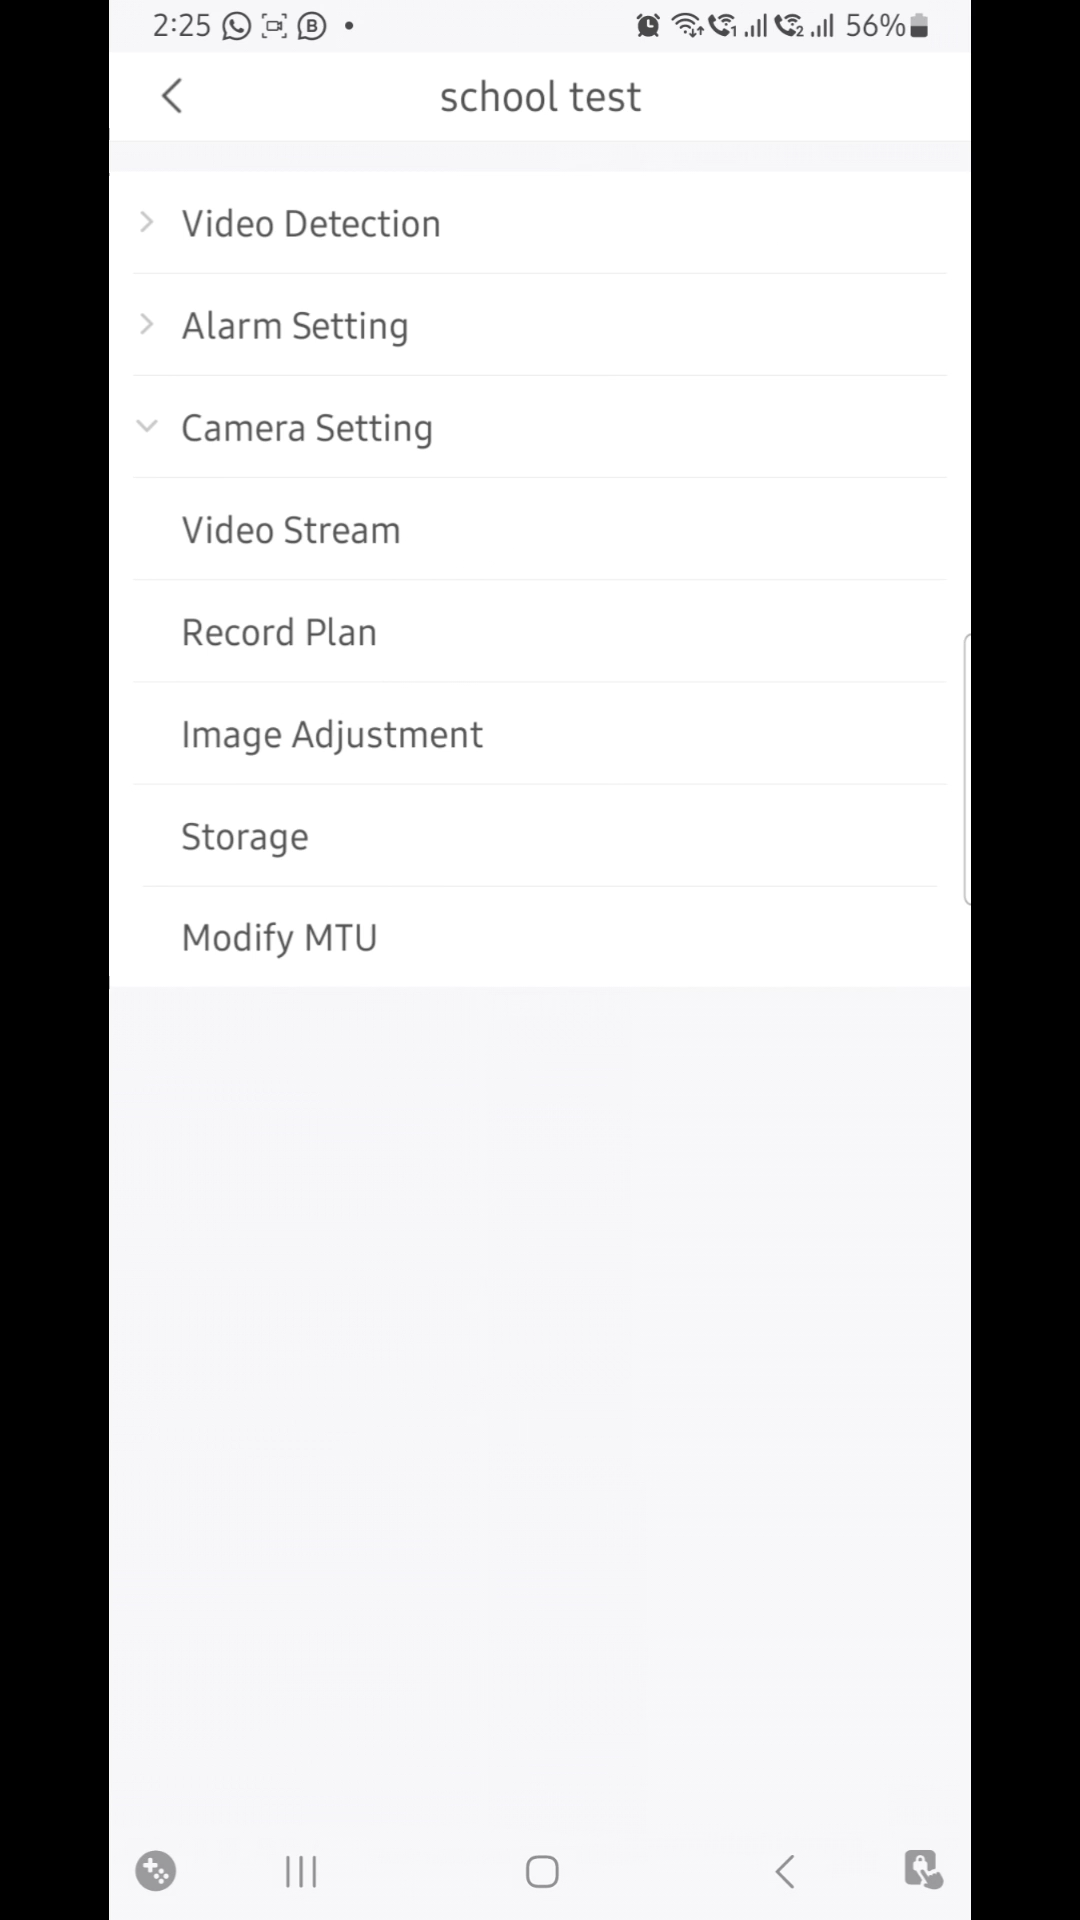 2:25
56%
school test
Video Detection
Alarm Setting
Camera Setting
Video Stream
Record Plan
Image Adjustment
Storage
Modify MTU